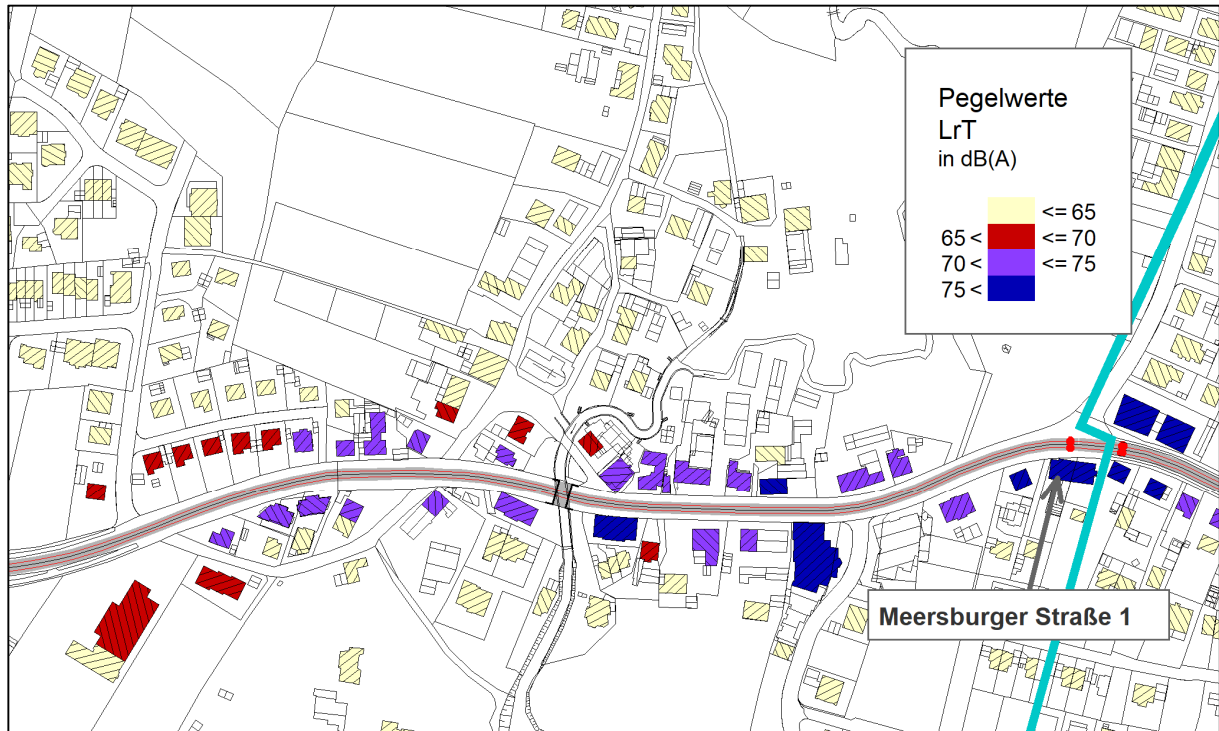 Pegelwerte
LrT
in dB(A)
<= 65
65 < <= 70
70 < <= 75
75 <
Meersburger Straße 1